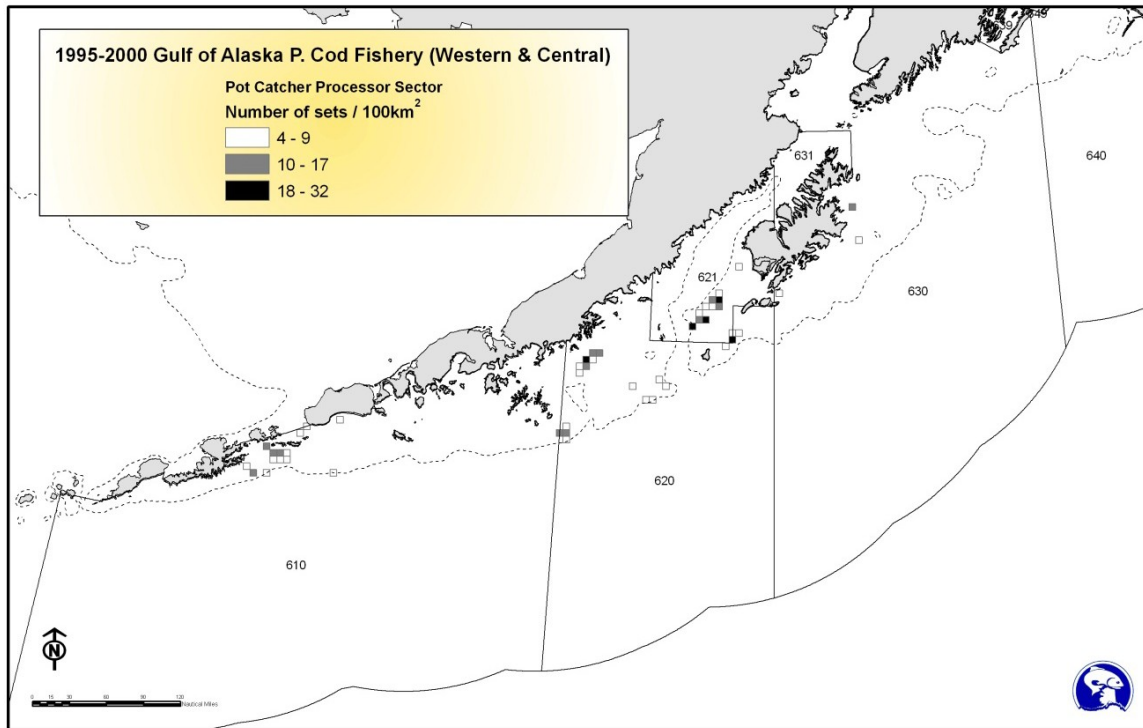 1995-2000 Gulf of Alaska P. Cod Fishery (Western & Central)
Pot Catcher Processor Sector
Number of sets / 100km²
4 - 9
10 - 17
18 - 32
649
631
640
621
630
620
610
N
0 15 30 60 90 120
Nautical Miles